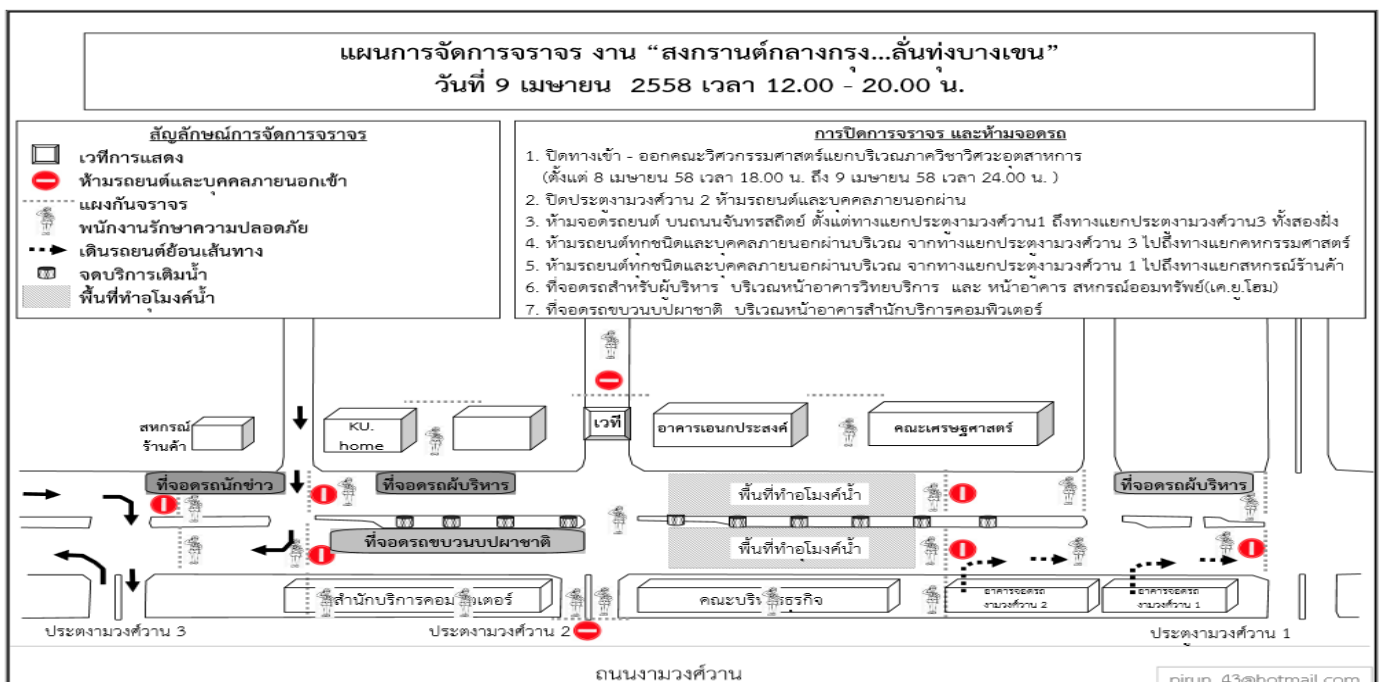 แผนการจัดการจราจร งาน “สงกรานต์กลางกรุง...ลั่นทุ่งบางเขน”
วันที่ 9 เมษายน 2558 เวลา 12.00 - 20.00 น.
สัญลักษณ์การจัดการจราจร
เวทีการแสดง
ห้ามรถยนต์และบุคคลภายนอกเข้า
แผงกันจราจร
พนักงานรักษาความปลอดภัย
เดินรถยนต์ย้อนเส้นทาง
จุดบริการเติมน้ำ
พื้นที่ทำอุโมงค์น้ำ
การปิดการจราจร และห้ามจอดรถ
1. ปิดทางเข้า - ออกคณะวิศวกรรมศาสตร์แยกบริเวณภาควิชาวิศวะอุตสาหการ
(ตั้งแต่ 8 เมษายน 58 เวลา 18.00 น. ถึง 9 เมษายน 58 เวลา 24.00 น. )
2. ปิดประตูงามวงศ์วาน 2 ห้ามรถยนต์และบุคคลภายนอกผ่าน
3. ห้ามจอดรถยนต์ บนถนนจันทรสถิตย์ ตั้งแต่ทางแยกประตูงามวงศ์วาน1 ถึงทางแยกประตูงามวงศ์วาน3 ทั้งสองฝั่ง
4. ห้ามรถยนต์ทุกชนิดและบุคคลภายนอกผ่านบริเวณ จากทางแยกประตูงามวงศ์วาน 3 ไปถึงทางแยกคหกรรมศาสตร์
5. ห้ามรถยนต์ทุกชนิดและบุคคลภายนอกผ่านบริเวณ จากทางแยกประตูงามวงศ์วาน 1 ไปถึงทางแยกสหกรณ์ร้านค้า
6. ที่จอดรถสำหรับผู้บริหาร บริเวณหน้าอาคารวิทยบริการ และ หน้าอาคาร สหกรณ์ออมทรัพย์(เค.ยู.โฮม)
7. ที่จอดรถขบวนบุปผาชาติ บริเวณหน้าอาคารสำนักบริการคอมพิวเตอร์
สหกรณ์
ร้านค้า
KU.
home
เวที
อาคารเอนกประสงค์
คณะเศรษฐศาสตร์
ที่จอดรถนักข่าว
ที่จอดรถผู้บริหาร
พื้นที่ทำอุโมงค์น้ำ
ที่จอดรถผู้บริหาร
ที่จอดรถขบวนบุปผาชาติ
พื้นที่ทำอุโมงค์น้ำ
สำนักบริการคอมพิวเตอร์
คณะบริหารธุรกิจ
อาคารจอดรถ
งามวงศ์วาน 2
อาคารจอดรถ
งามวงศ์วาน 1
ประตูงามวงศ์วาน 3
ประตูงามวงศ์วาน 2
ประตูงามวงศ์วาน 1
ถนนงามวงศ์วาน
pirun_43@hotmail.com